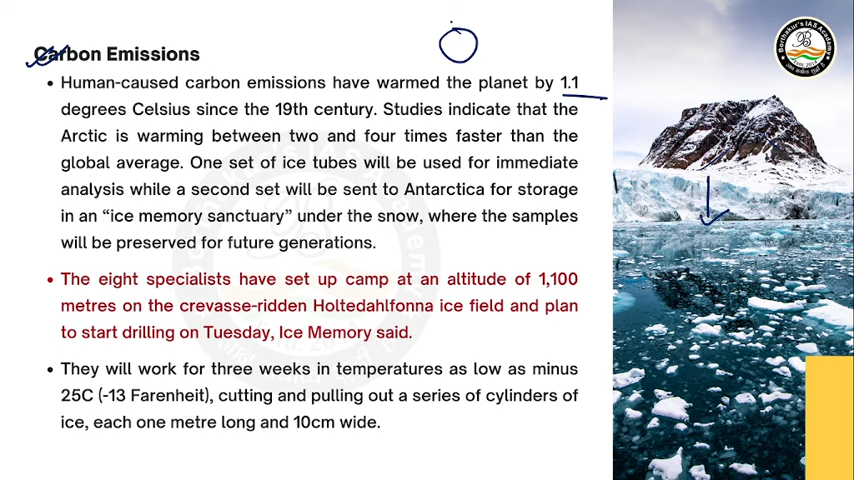 Carbon Emissions
• Human-caused carbon emissions have warmed the planet by 1.1
degrees Celsius since the 19th century. Studies indicate that the
Arctic is warming between two and four times faster than the
global average. One set of ice tubes will be used for immediate
analysis while a second set will be sent to Antarctica for storage
in an “ice memory sanctuary” under the snow, where the samples
will be preserved for future generations.
• The eight specialists have set up camp at an altitude of 1,100
metres on the crevasse-ridden Holtedahlfonna ice field and plan
to start drilling on Tuesday, Ice Memory said.
• They will work for three weeks in temperatures as low as minus
25C (-13 Farenheit), cutting and pulling out a series of cylinders of
ice, each one metre long and 10cm wide.
Borthakur's IAS Academy
B